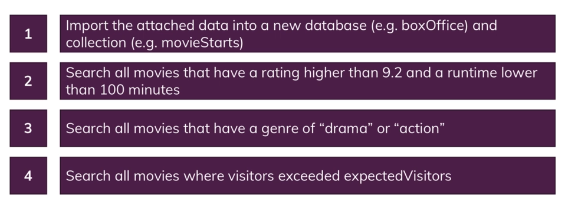 1
Import the attached data into a new database (e.g. boxOffice) and
collection (e.g. movieStarts)
2
Search all movies that have a rating higher than 9.2 and a runtime lower
than 100 minutes
3
Search all movies that have a genre of “drama” or “action”
4
Search all movies where visitors exceeded expectedVisitors